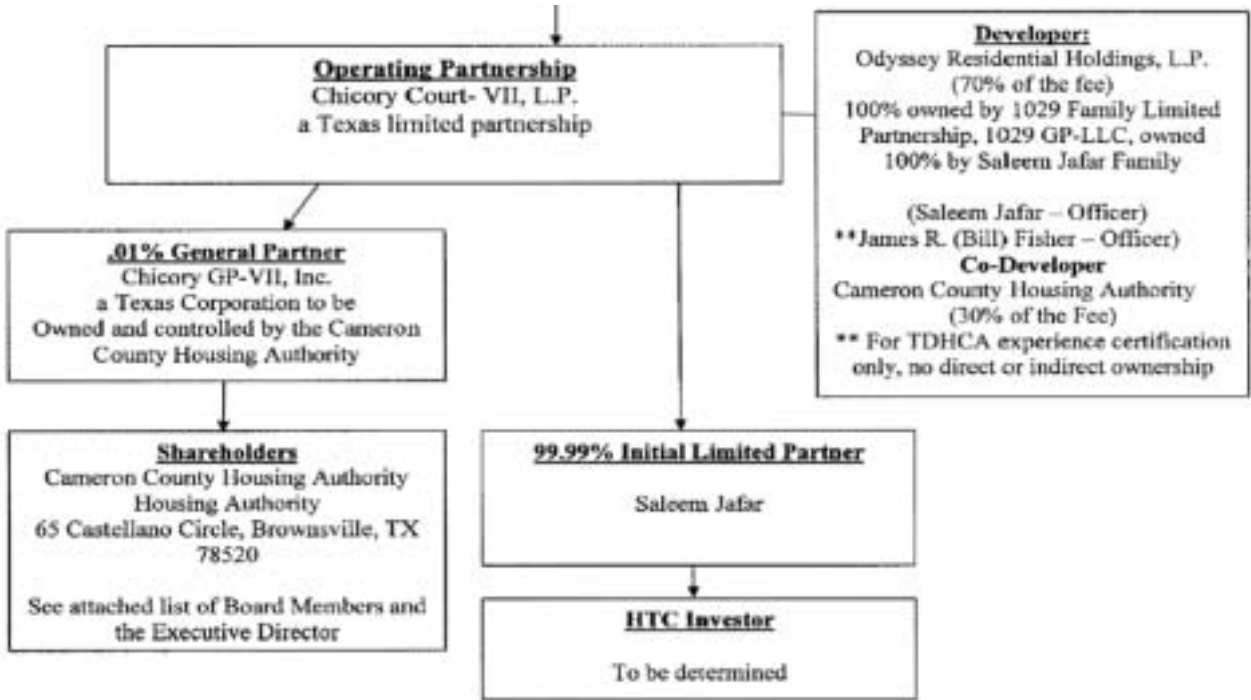 Operating Partnership
Chicory Court- VII, L.P.
a Texas limited partnership
Developer:
Odyssey Residential Holdings, L.P.
(70% of the fee)
100% owned by 1029 Family Limited
Partnership, 1029 GP-LLC, owned
100% by Saleem Jafar Family
(Saleem Jafar – Officer)
**James R. (Bill) Fisher – Officer)
Co-Developer
Cameron County Housing Authority
(30% of the Fee)
** For TDHCA experience certification
only, no direct or indirect ownership
.01% General Partner
Chicory GP-VII, Inc.
a Texas Corporation to be
Owned and controlled by the Cameron
County Housing Authority
Shareholders
Cameron County Housing Authority
Housing Authority
65 Castellano Circle, Brownsville, TX
78520
See attached list of Board Members and
the Executive Director
99.99% Initial Limited Partner
Saleem Jafar
HTC Investor
To be determined